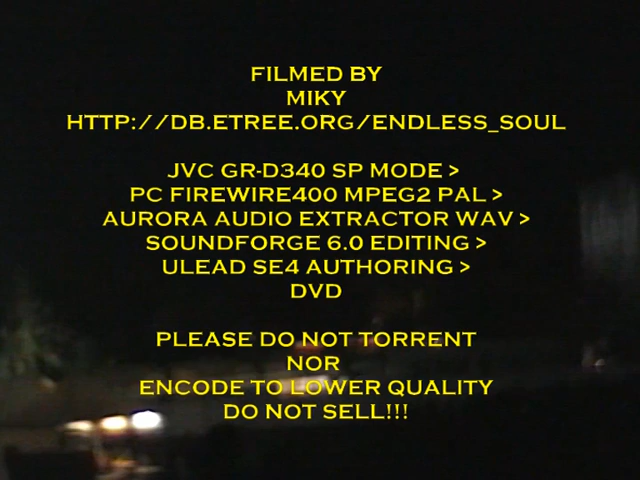 FILMED BY
MIKY
HTTP://DB.ETREE.ORG/ENDLESS_SOUL
JVC GR-D340 SP MODE >
PC FIREWIRE400 MPEG2 PAL >
AURORA AUDIO EXTRACTOR WAV >
SOUNDFORGE 6.0 EDITING >
ULEAD SE4 AUTHORING >
DVD
PLEASE DO NOT TORRENT
NOR
ENCODE TO LOWER QUALITY
DO NOT SELL!!!